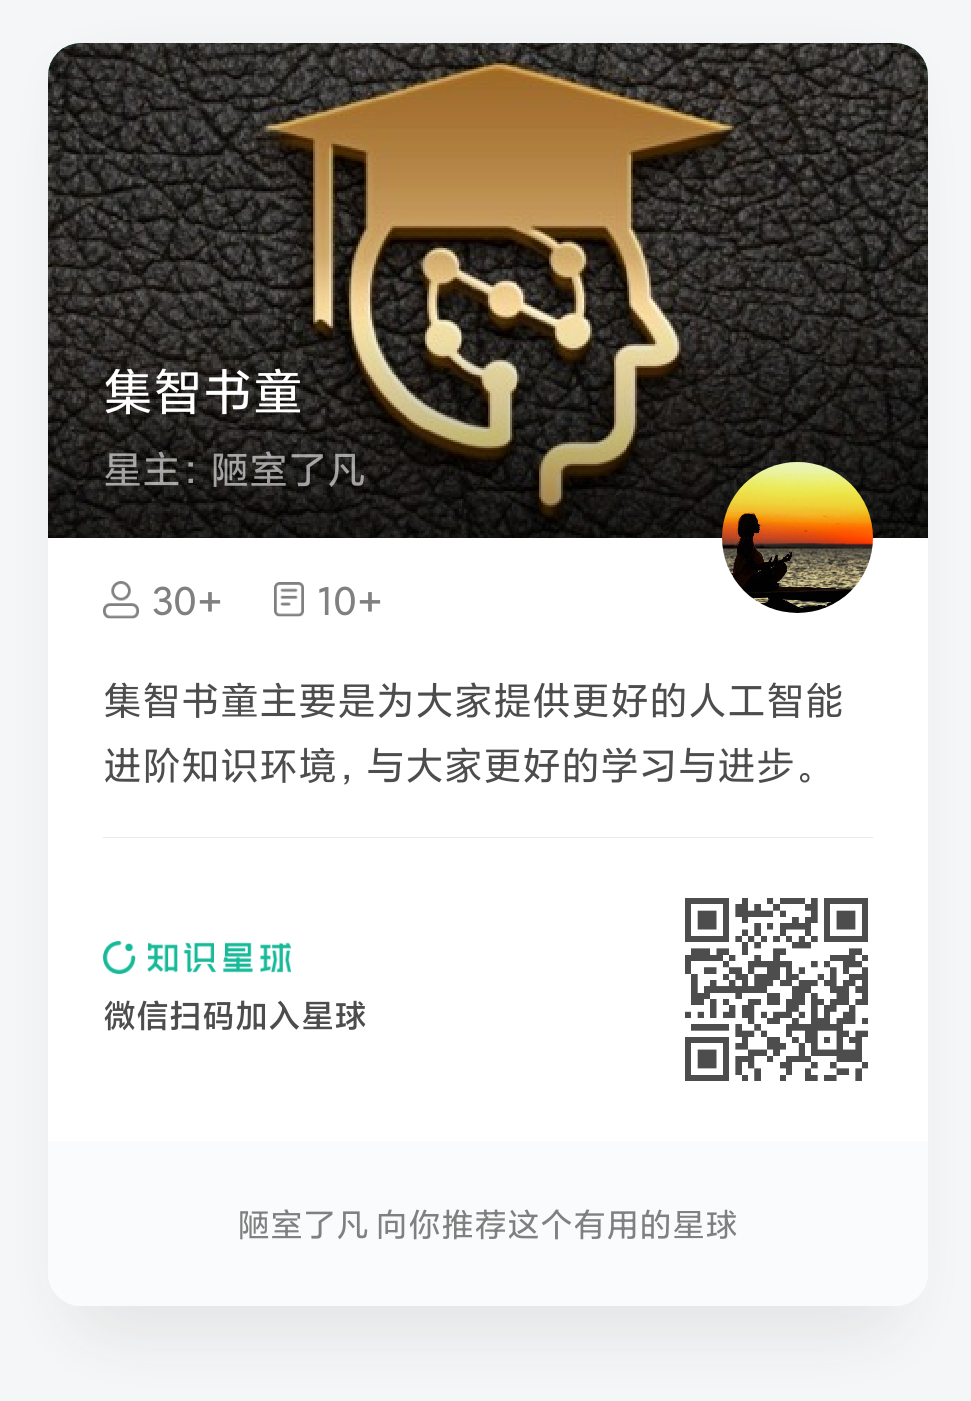 集智书童
星主：陋室了凡
30+ 10+
集智书童主要是为大家提供更好的人工智能
进阶知识环境，与大家更好的学习与进步。
知识星球
微信扫码加入星球
陋室了凡 向你推荐这个有用的星球